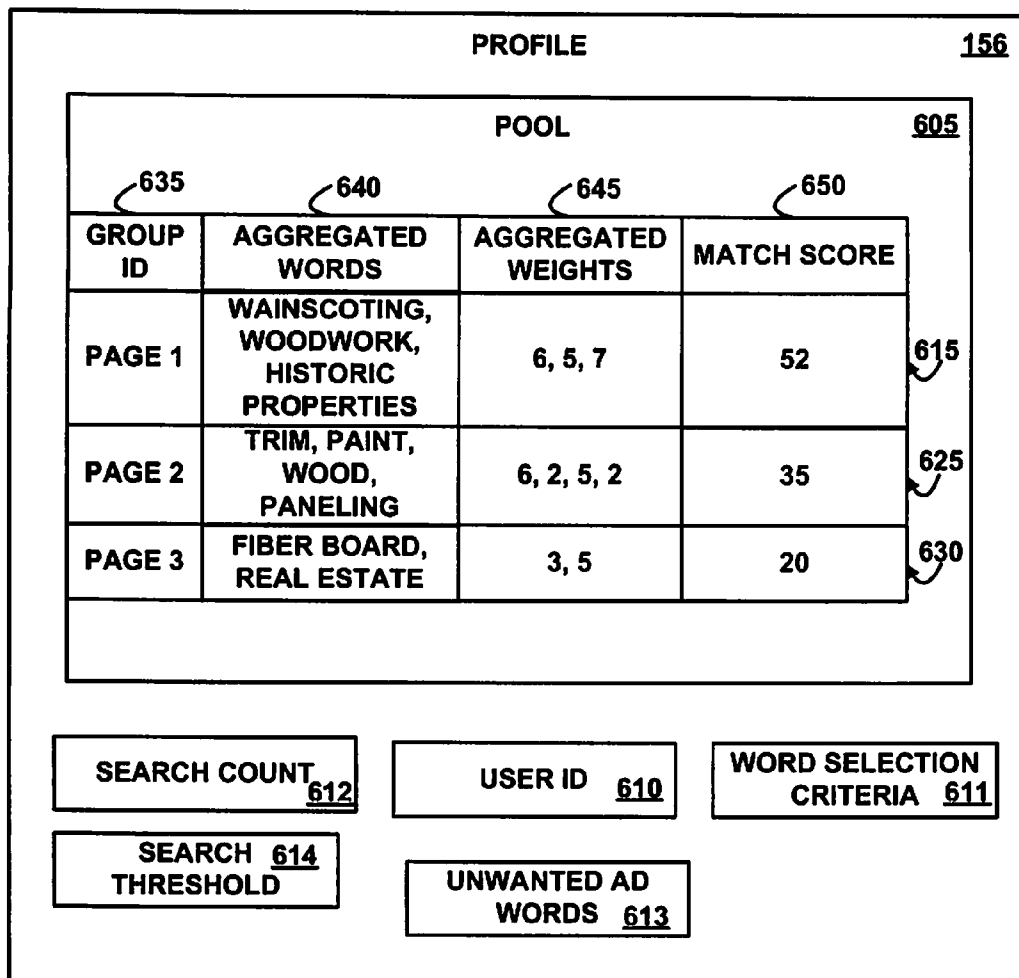 PROFILE 156
POOL 605
635 640 645 650
GROUP ID AGGREGATED WORDS AGGREGATED WEIGHTS MATCH SCORE
PAGE 1 WAINSCOTING, WOODWORK, HISTORIC PROPERTIES 6, 5, 7 52 615
PAGE 2 TRIM, PAINT, WOOD, PANELING 6, 2, 5, 2 35 625
PAGE 3 FIBER BOARD, REAL ESTATE 3, 5 20 630
SEARCH COUNT 612
USER ID 610
WORD SELECTION
CRITERIA 611
SEARCH 614
THRESHOLD
UNWANTED AD
WORDS 613